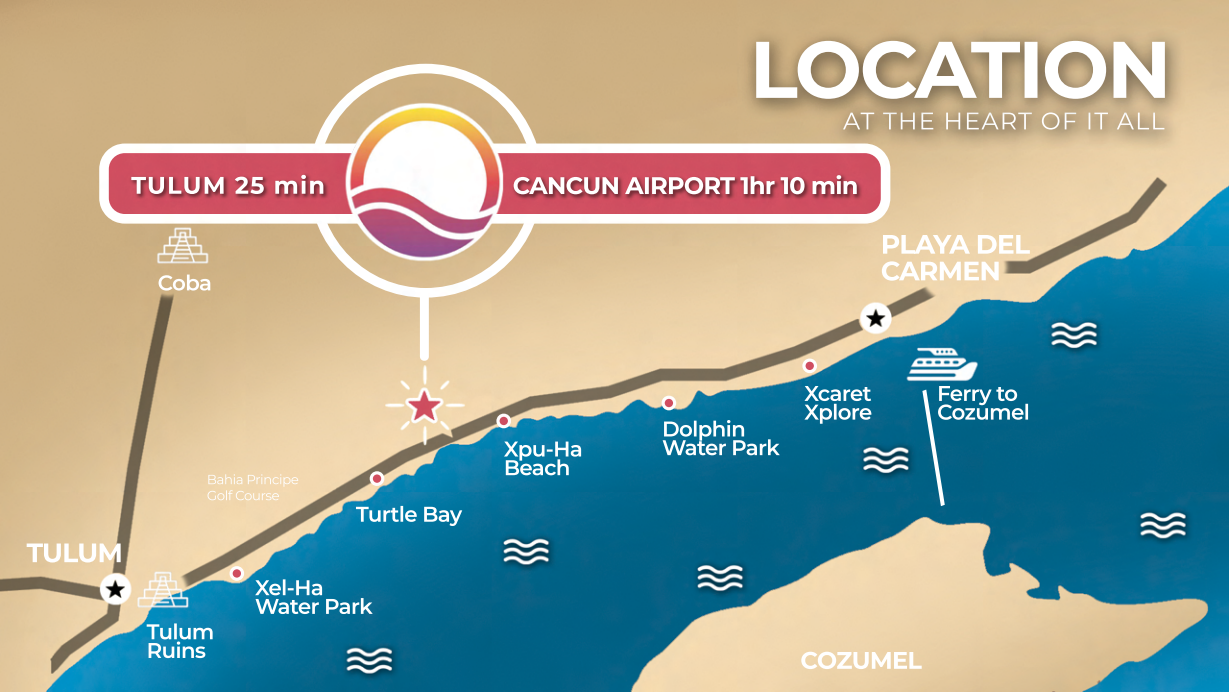 LOCATION
AT THE HEART OF IT ALL
TULUM 25 min
CANCUN AIRPORT 1hr 10 min
Coba
PLAYA DEL
CARMEN
Xcaret
Xplore
Ferry to
Cozumel
Dolphin
Water Park
Xpu-Ha
Beach
Bahia Principe
Golf Course
Turtle Bay
TULUM
Xel-Ha
Water Park
Tulum
Ruins
COZUMEL